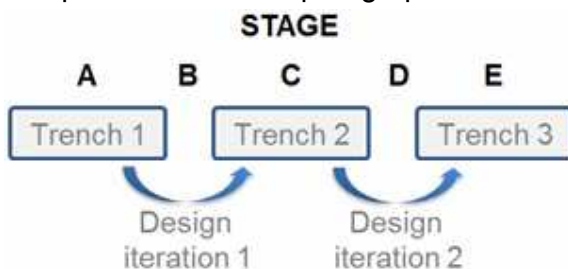 STAGE
A B C D E
Trench 1 Trench 2 Trench 3
Design Design
iteration 1 iteration 2